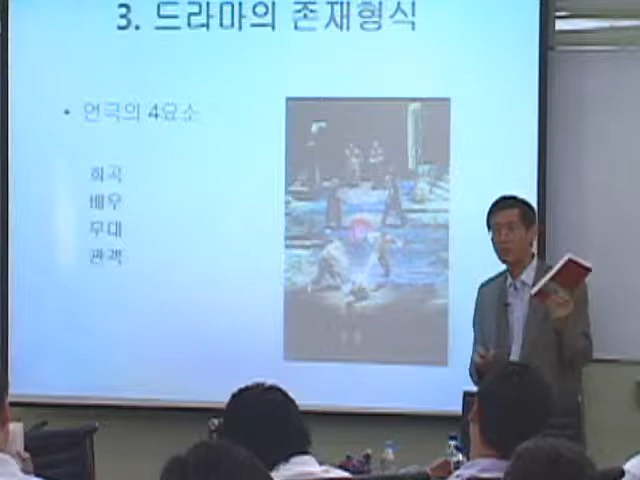 3. 드라마의 존재형식
• 연극의 4요소
희곡
배우
무대
관객